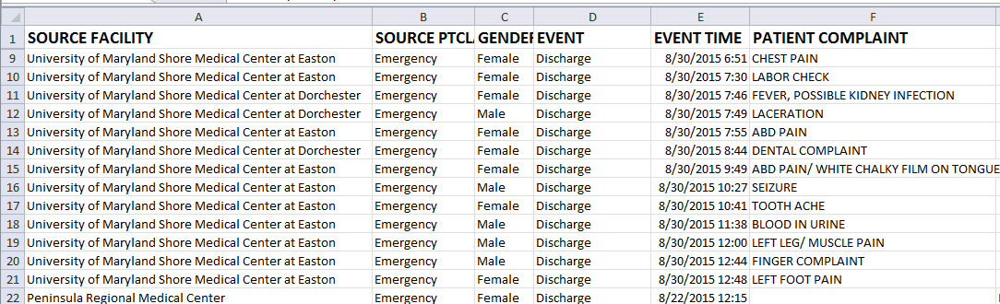 A B C D E F
1 SOURCE FACILITY SOURCE PTCL GENDER EVENT EVENT TIME PATIENT COMPLAINT
9 University of Maryland Shore Medical Center at Easton Emergency Female Discharge 8/30/2015 6:51 CHEST PAIN
10 University of Maryland Shore Medical Center at Easton Emergency Female Discharge 8/30/2015 7:30 LABOR CHECK
11 University of Maryland Shore Medical Center at Dorchester Emergency Female Discharge 8/30/2015 7:46 FEVER, POSSIBLE KIDNEY INFECTION
12 University of Maryland Shore Medical Center at Dorchester Emergency Male Discharge 8/30/2015 7:49 LACERATION
13 University of Maryland Shore Medical Center at Easton Emergency Female Discharge 8/30/2015 7:55 ABD PAIN
14 University of Maryland Shore Medical Center at Dorchester Emergency Female Discharge 8/30/2015 8:44 DENTAL COMPLAINT
15 University of Maryland Shore Medical Center at Easton Emergency Female Discharge 8/30/2015 9:49 ABD PAIN/ WHITE CHALKY FILM ON TONGUE
16 University of Maryland Shore Medical Center at Easton Emergency Male Discharge 8/30/2015 10:27 SEIZURE
17 University of Maryland Shore Medical Center at Easton Emergency Female Discharge 8/30/2015 10:41 TOOTH ACHE
18 University of Maryland Shore Medical Center at Easton Emergency Male Discharge 8/30/2015 11:38 BLOOD IN URINE
19 University of Maryland Shore Medical Center at Easton Emergency Male Discharge 8/30/2015 12:00 LEFT LEG/ MUSCLE PAIN
20 University of Maryland Shore Medical Center at Easton Emergency Male Discharge 8/30/2015 12:44 FINGER COMPLAINT
21 University of Maryland Shore Medical Center at Easton Emergency Female Discharge 8/30/2015 12:48 LEFT FOOT PAIN
22 Peninsula Regional Medical Center Emergency Female Discharge 8/22/2015 12:15